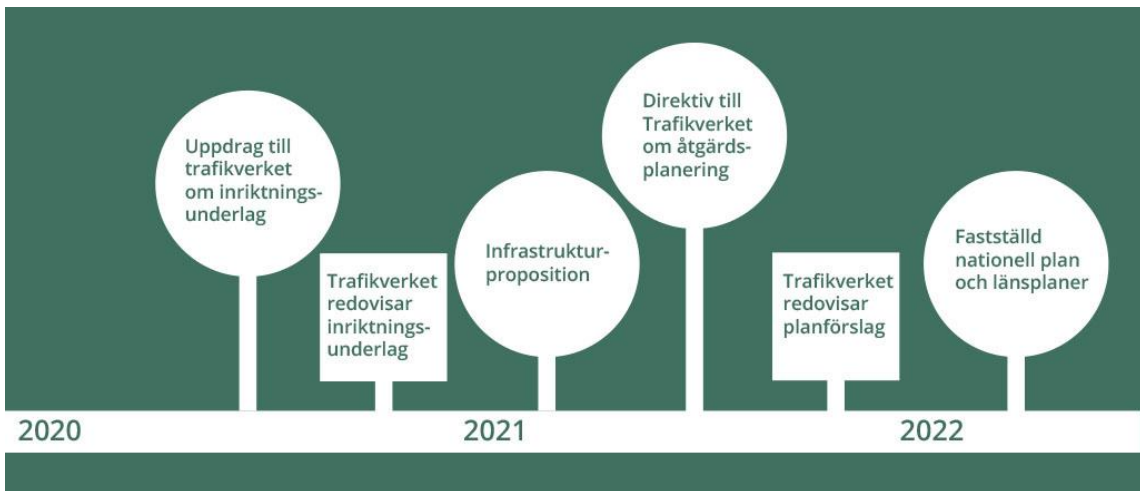 Uppdrag till
trafikverket
om inriktnings-
underlag
Trafikverket
redovisar
inriktnings-
underlag
Infrastruktur-
proposition
Direktiv till
Trafikverket
om åtgärds-
planering
Trafikverket
redovisar
planförslag
Fastställd
nationell plan
och länsplaner
2020
2021
2022